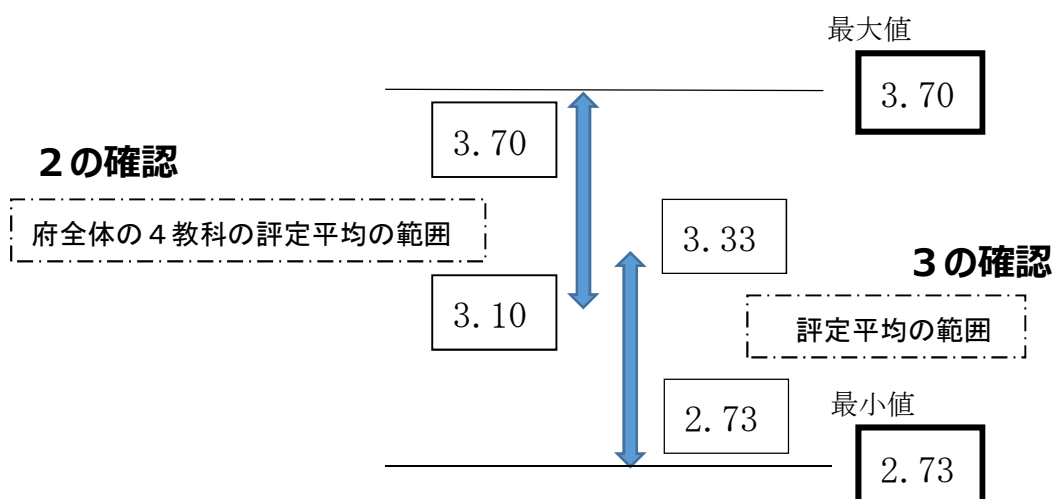 最大値
3.70
3.70
2の確認
府全体の4教科の評定平均の範囲
3.33
3の確認
3.10
評定平均の範囲
2.73
最小値
2.73